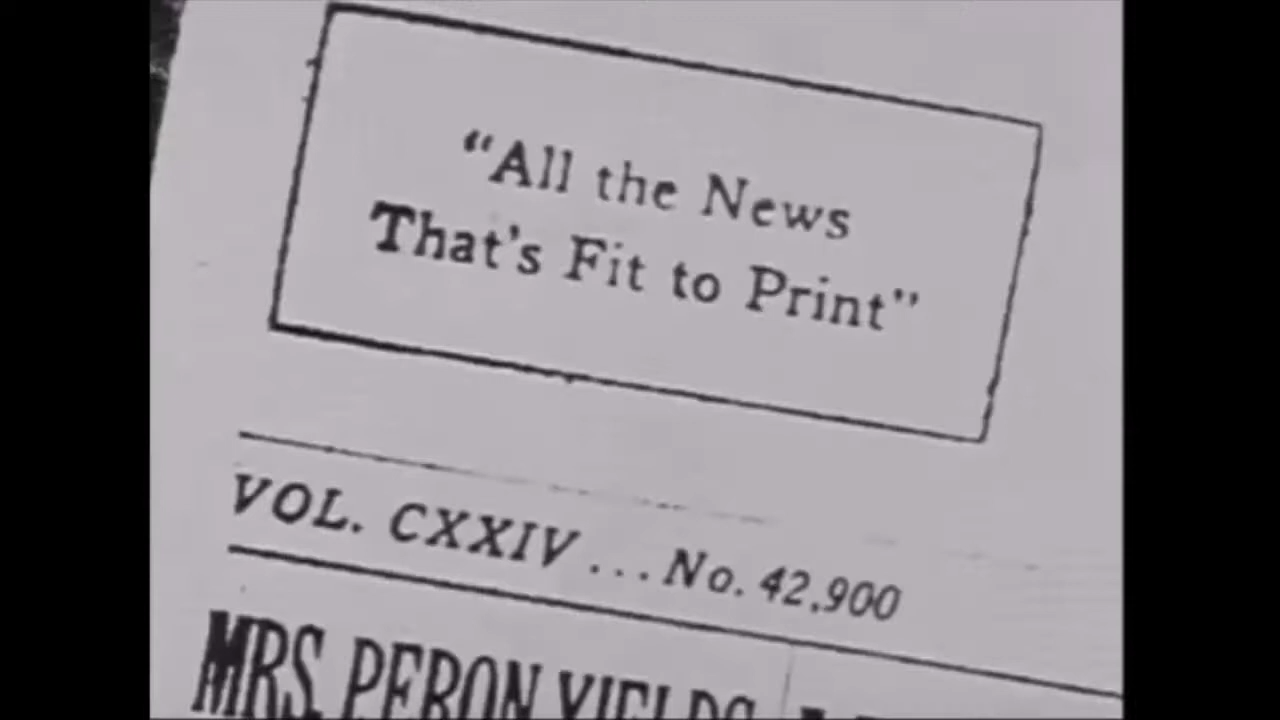 “All the News
That's Fit to Print”
VOL. CXXIV ... No. 42,900
MRS. PERON YIELDS